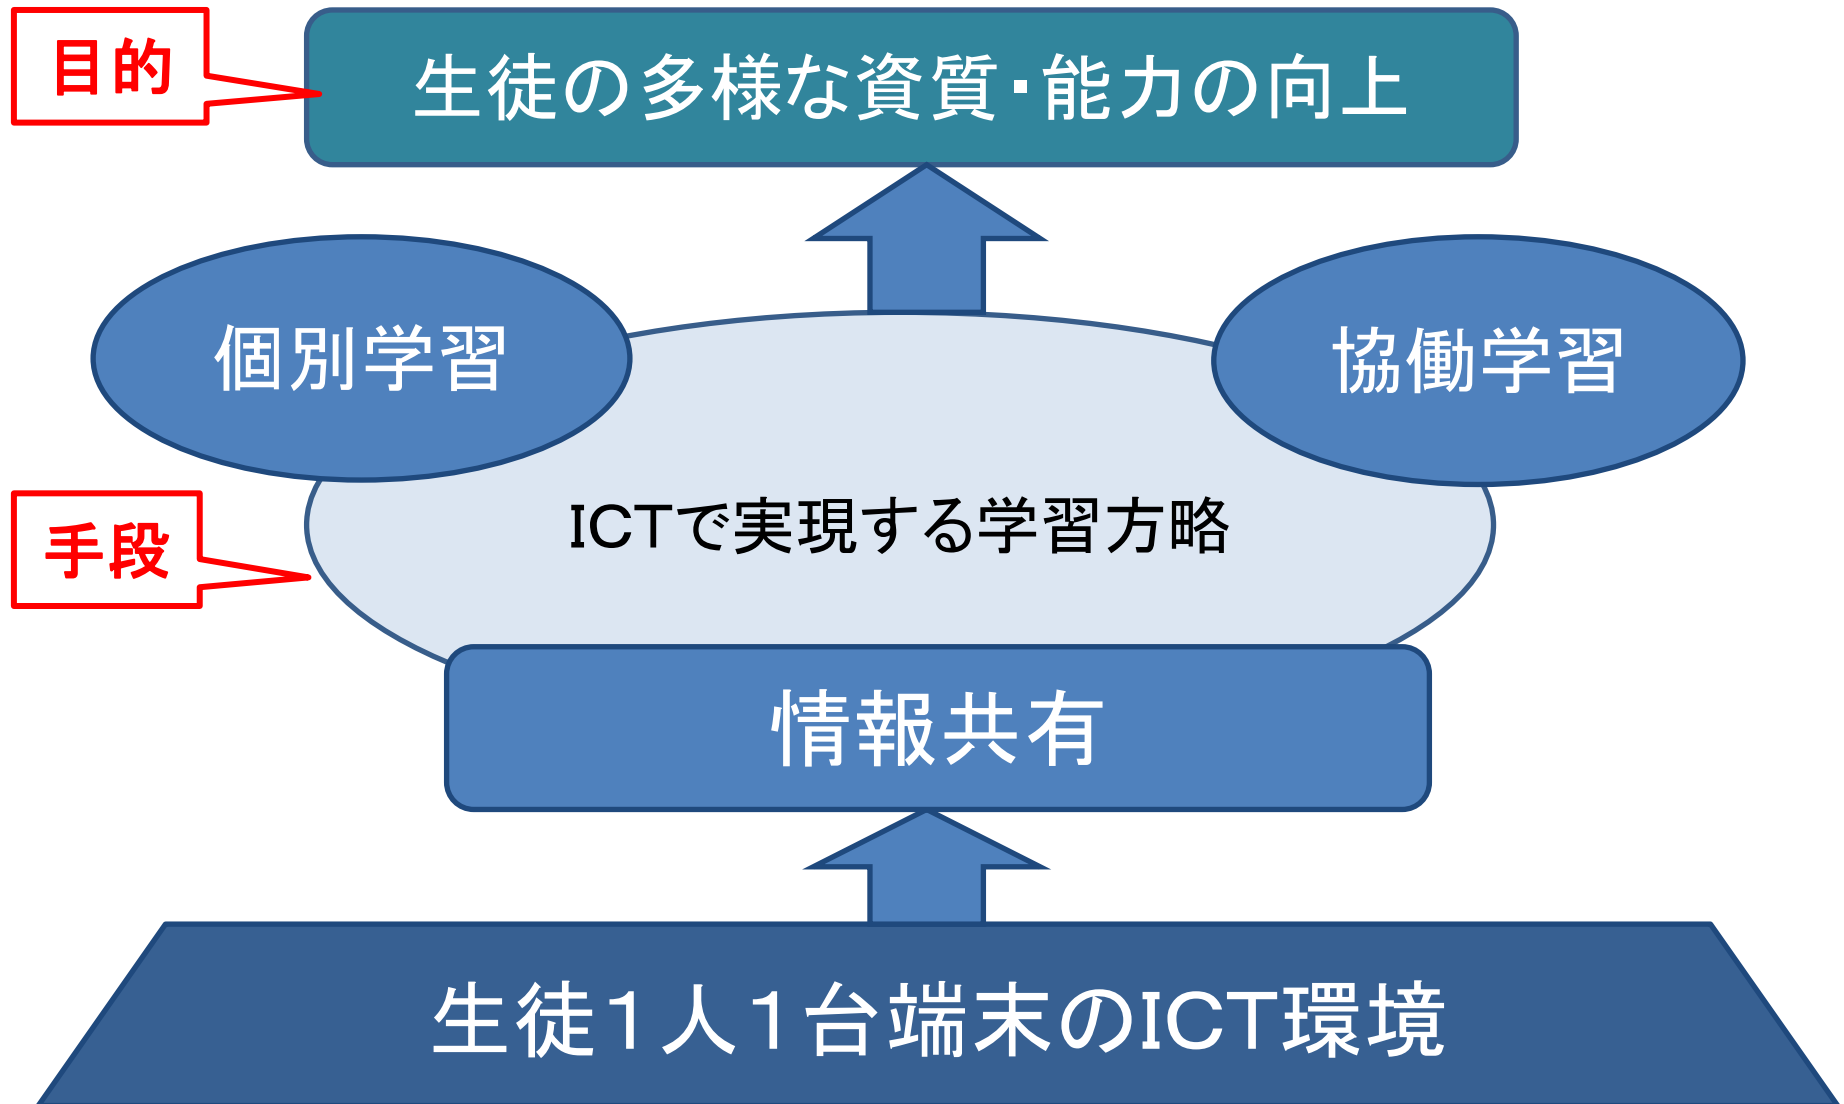 目的
生徒の多様な資質・能力の向上
個別学習
協働学習
ICTで実現する学習方略
手段
情報共有
生徒１人１台端末のICT環境